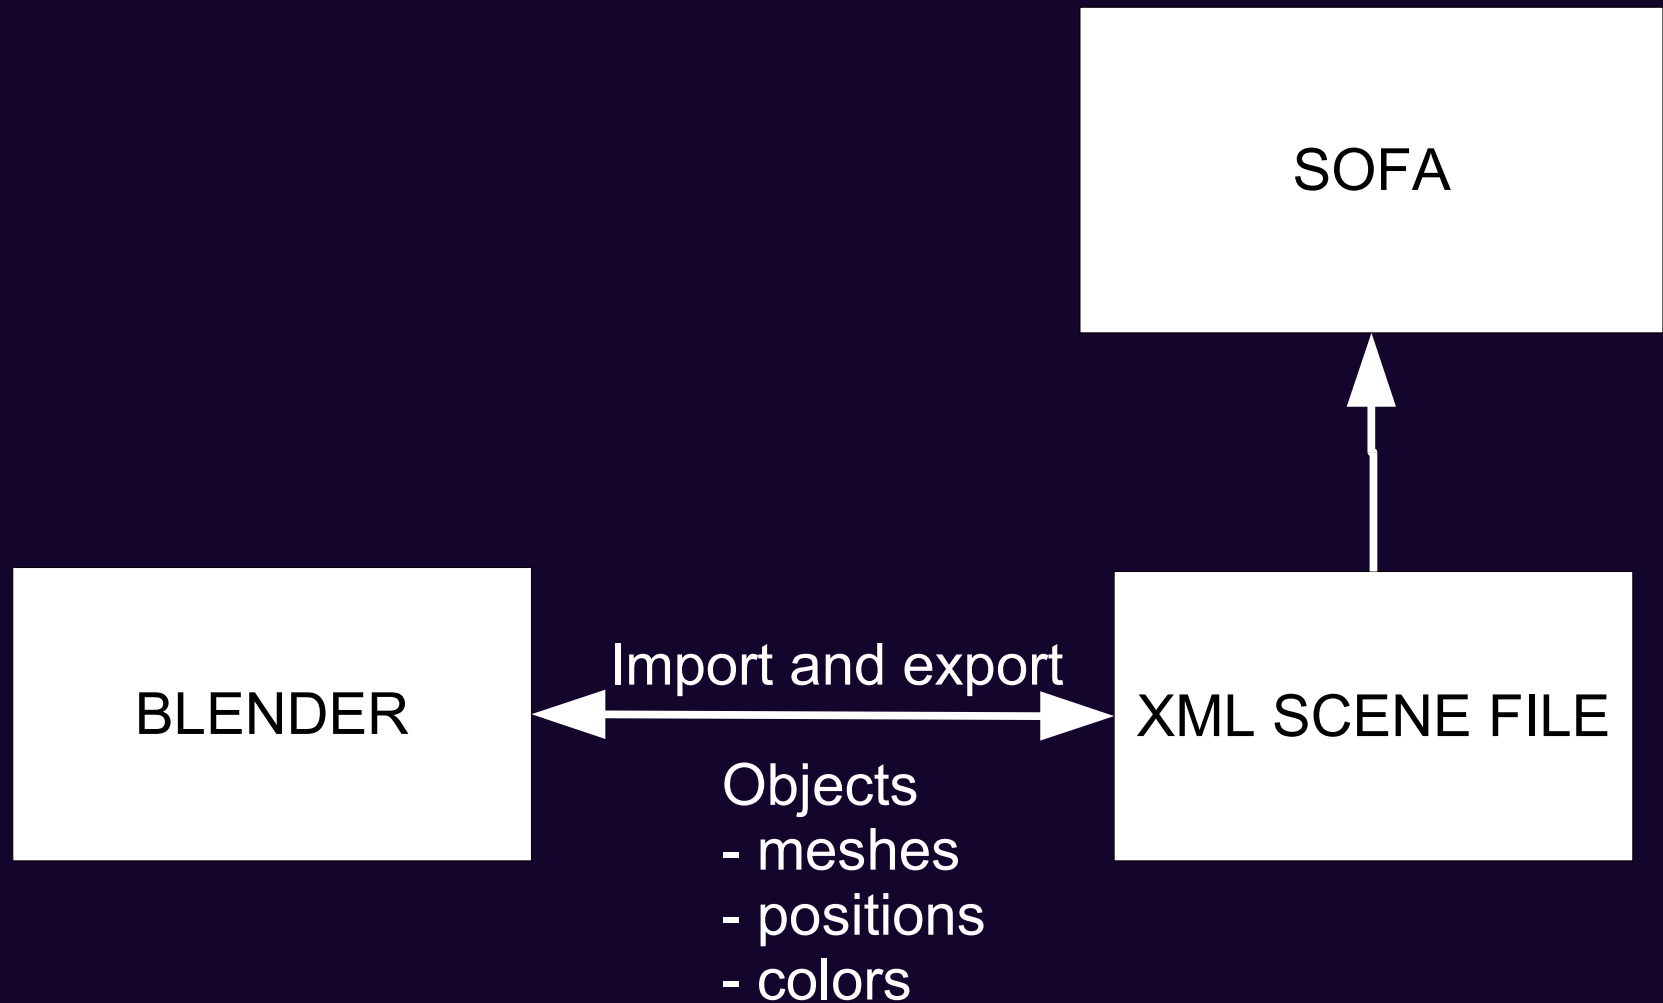 SOFA
BLENDER
Import and export
XML SCENE FILE
Objects
- meshes
- positions
- colors